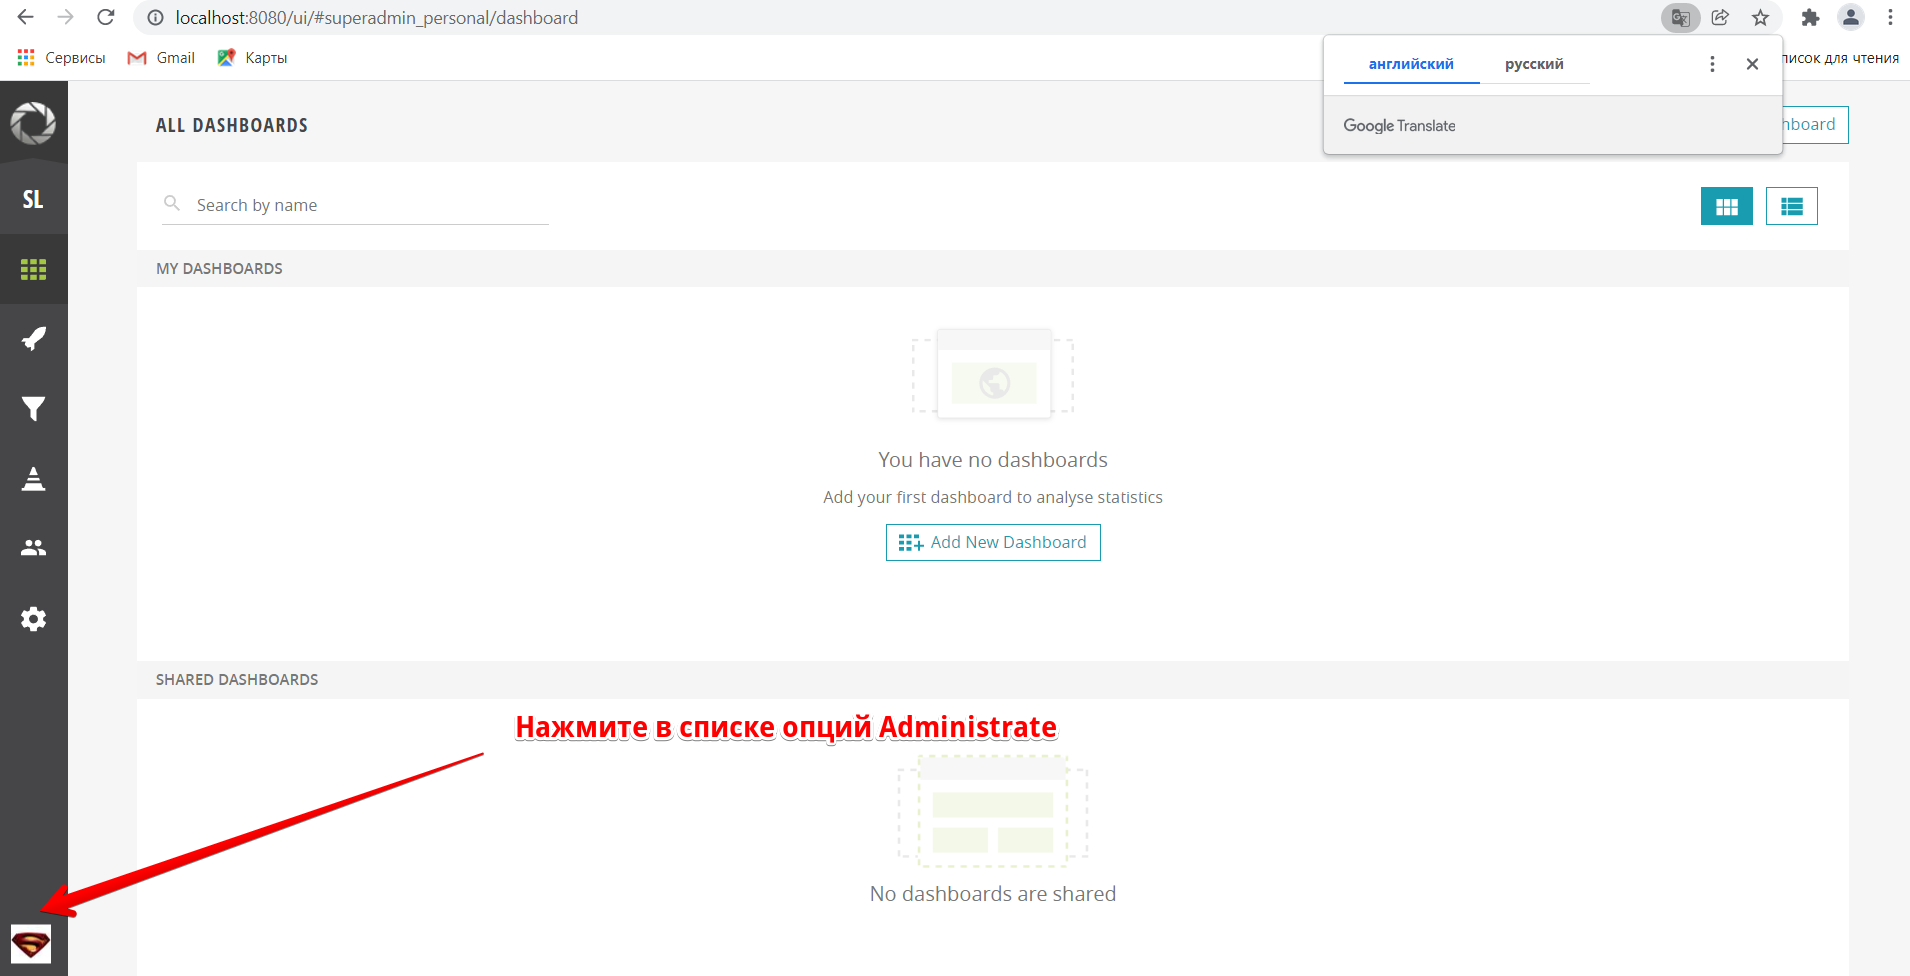 localhost:8080/ui/#superadmin_personal/dashboard
Сервисы
Gmail
Карты
писок для чтения
английский
русский
Google Translate
ALL DASHBOARDS
hboard
SL
Search by name
MY DASHBOARDS
You have no dashboards
Add your first dashboard to analyse statistics
Add New Dashboard
SHARED DASHBOARDS
Нажмите в списке опций Administrate
No dashboards are shared